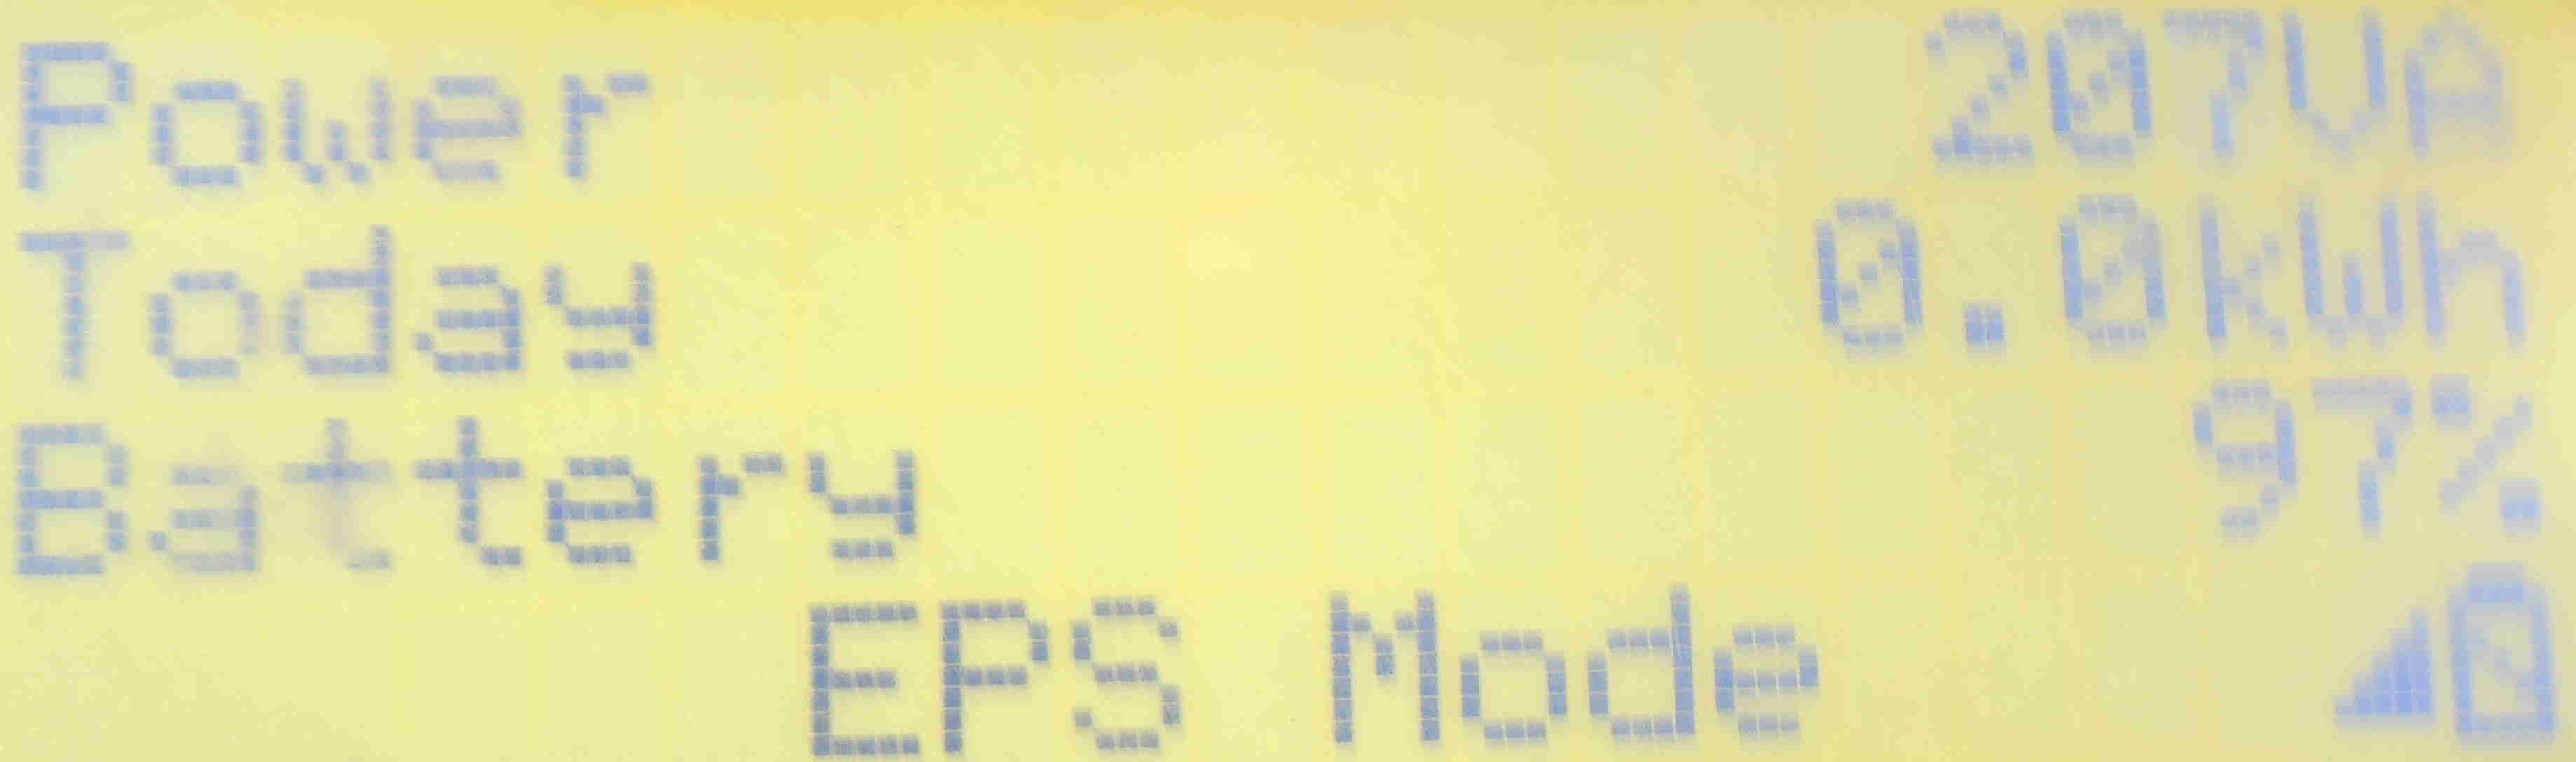 Power 207VA
Today 0.0kWh
Battery 97%
EPS Mode